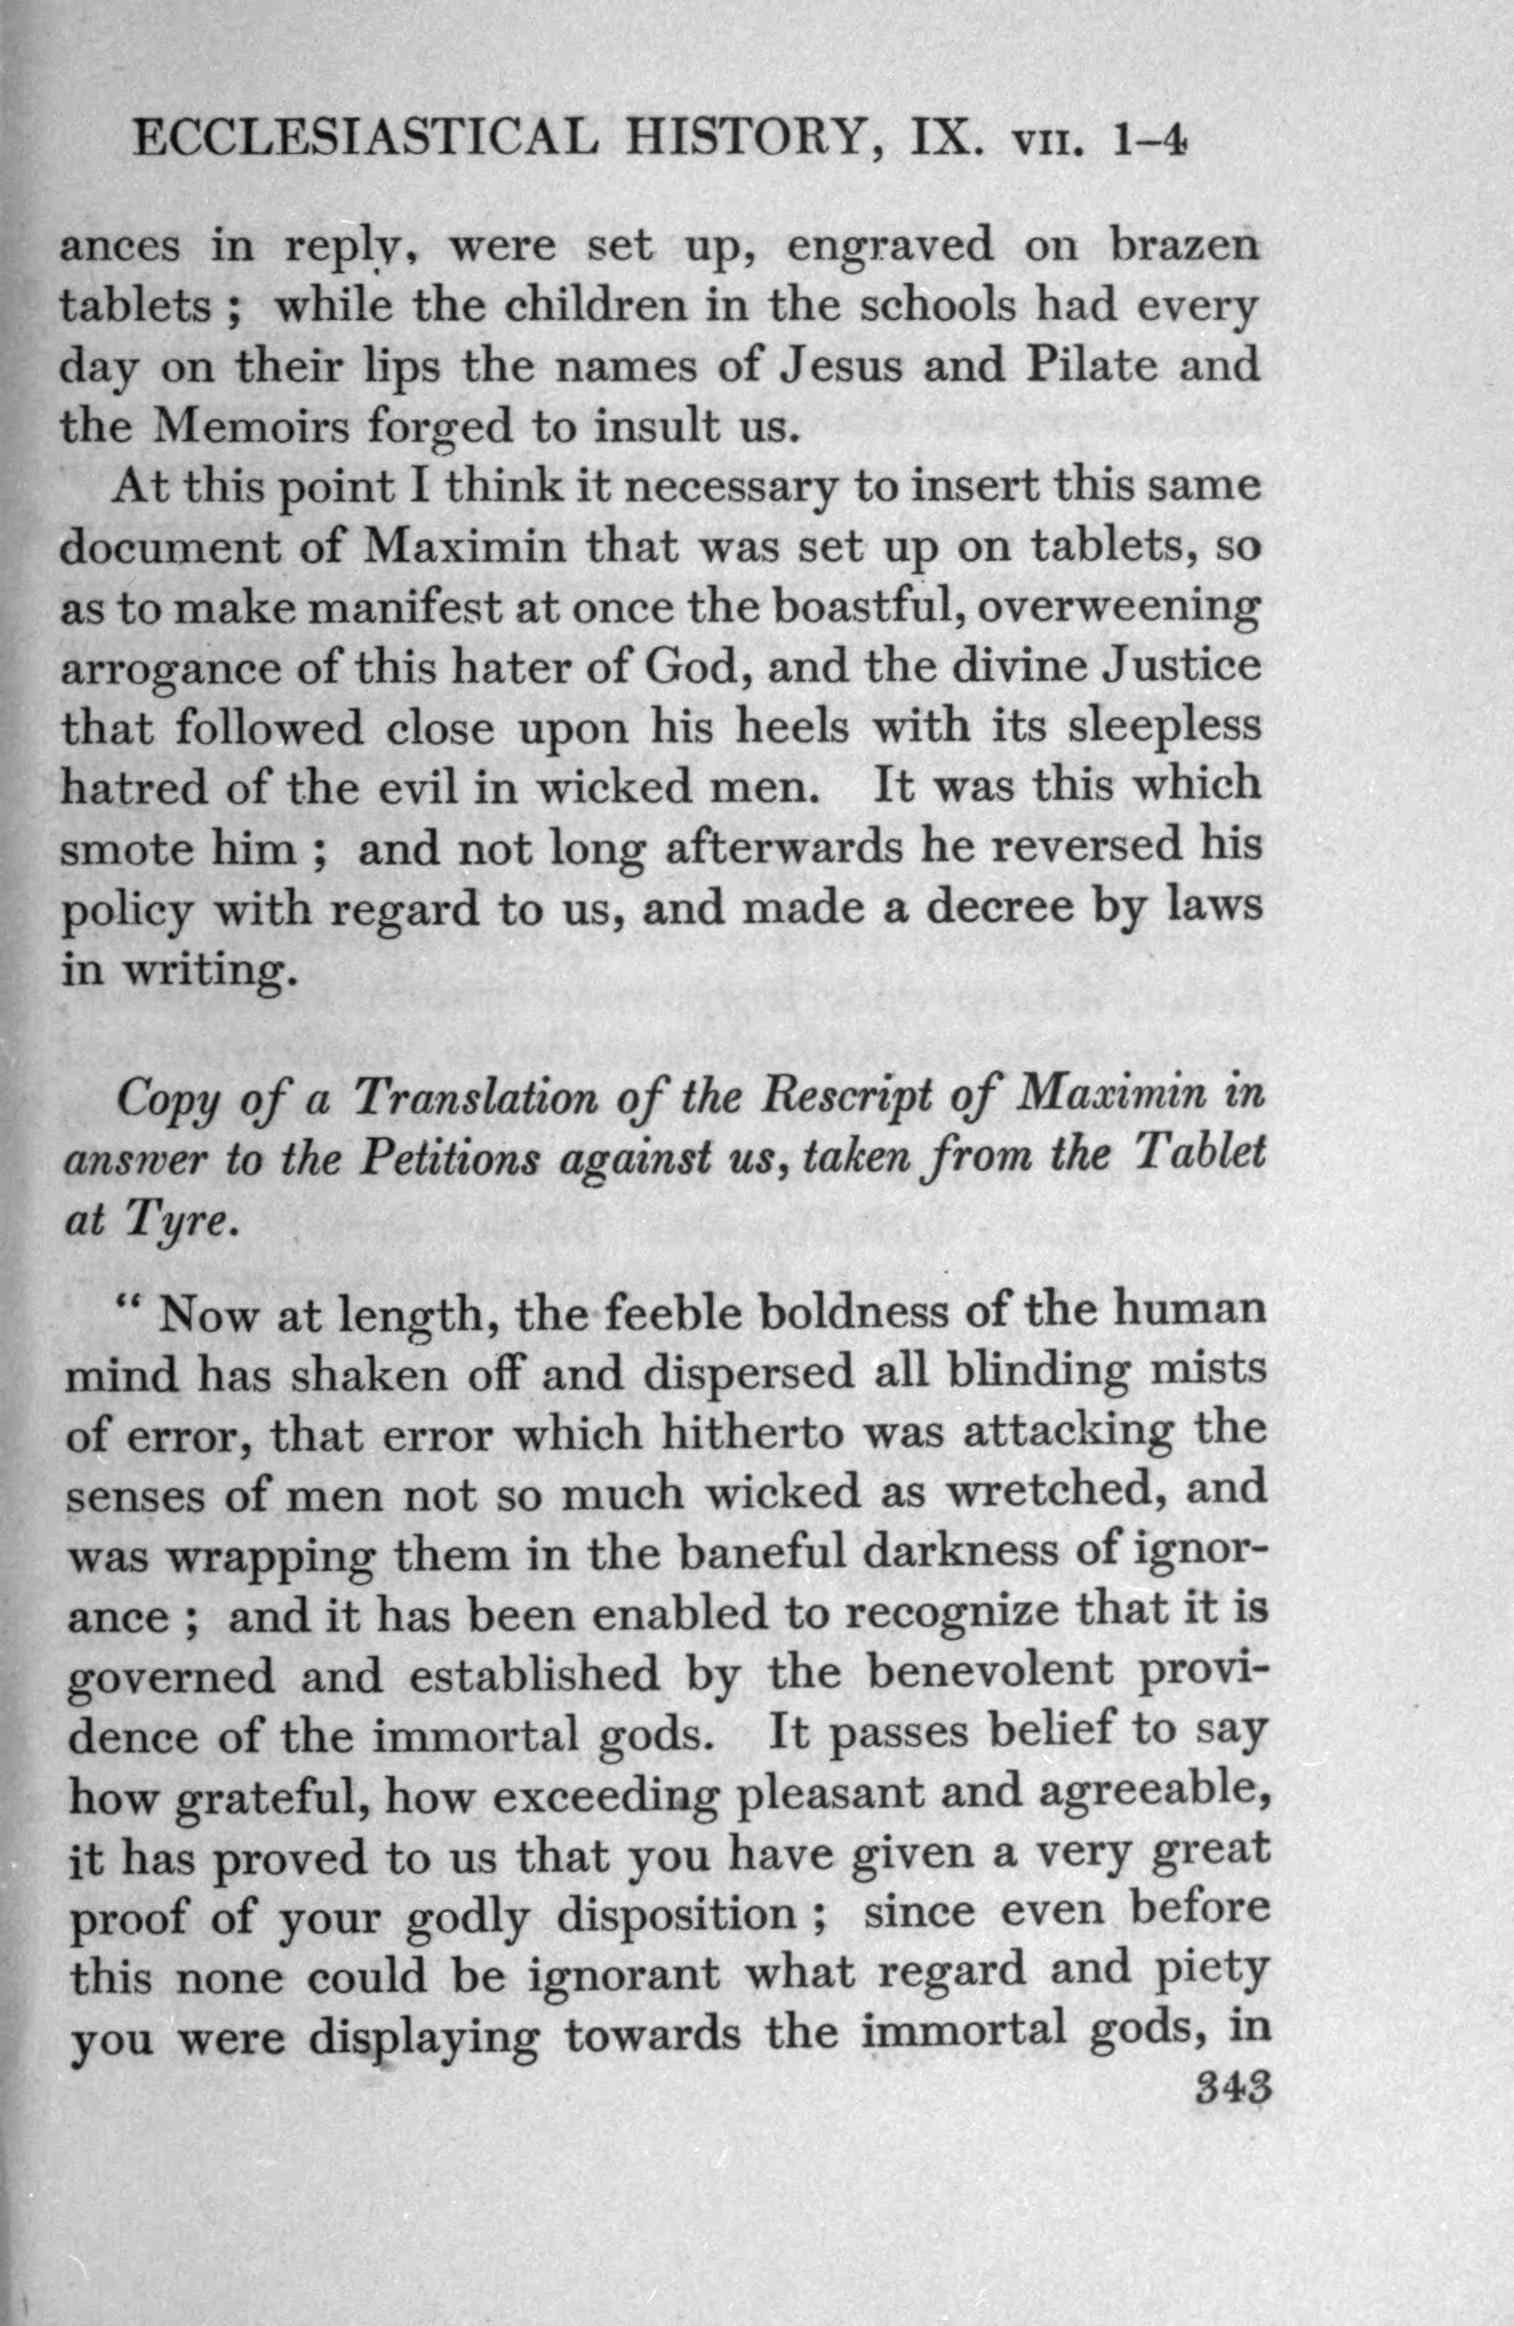 ECCLESIASTICAL HISTORY, IX. VII. 1–4
ances in reply, were set up, engraved on brazen
tablets ; while the children in the schools had every
day on their lips the names of Jesus and Pilate and
the Memoirs forged to insult us.
At this point I think it necessary to insert this same
document of Maximin that was set up on tablets, so
as to make manifest at once the boastful, overweening
arrogance of this hater of God, and the divine Justice
that followed close upon his heels with its sleepless
hatred of the evil in wicked men. It was this which
smote him ; and not long afterwards he reversed his
policy with regard to us, and made a decree by laws
in writing.
Copy of a Translation of the Rescript of Maximin in
answer to the Petitions against us, taken from the Tablet
at Tyre.
“ Now at length, the feeble boldness of the human
mind has shaken off and dispersed all blinding mists
of error, that error which hitherto was attacking the
senses of men not so much wicked as wretched, and
was wrapping them in the baneful darkness of ignor-
ance ; and it has been enabled to recognize that it is
governed and established by the benevolent provi-
dence of the immortal gods. It passes belief to say
how grateful, how exceeding pleasant and agreeable,
it has proved to us that you have given a very great
proof of your godly disposition ; since even before
this none could be ignorant what regard and piety
you were displaying towards the immortal gods, in
343